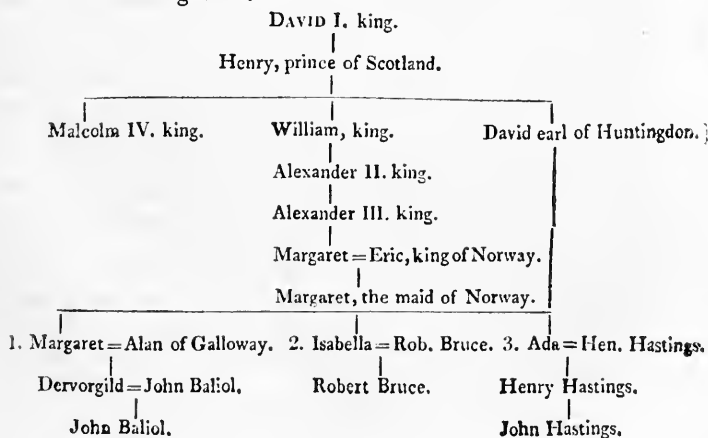 DAVID I. king.
Henry, prince of Scotland.
Malcolm IV. king. William, king. David earl of Huntingdon.
Alexander II. king.
Alexander III. king.
Margaret=Eric, king of Norway.
Margaret, the maid of Norway.
1. Margaret=Alan of Galloway. 2. Isabella=Rob. Bruce. 3. Ada=Hen. Hastings.
Dervorgild=John Baliol. Robert Bruce. Henry Hastings.
John Baliol. John Hastings.